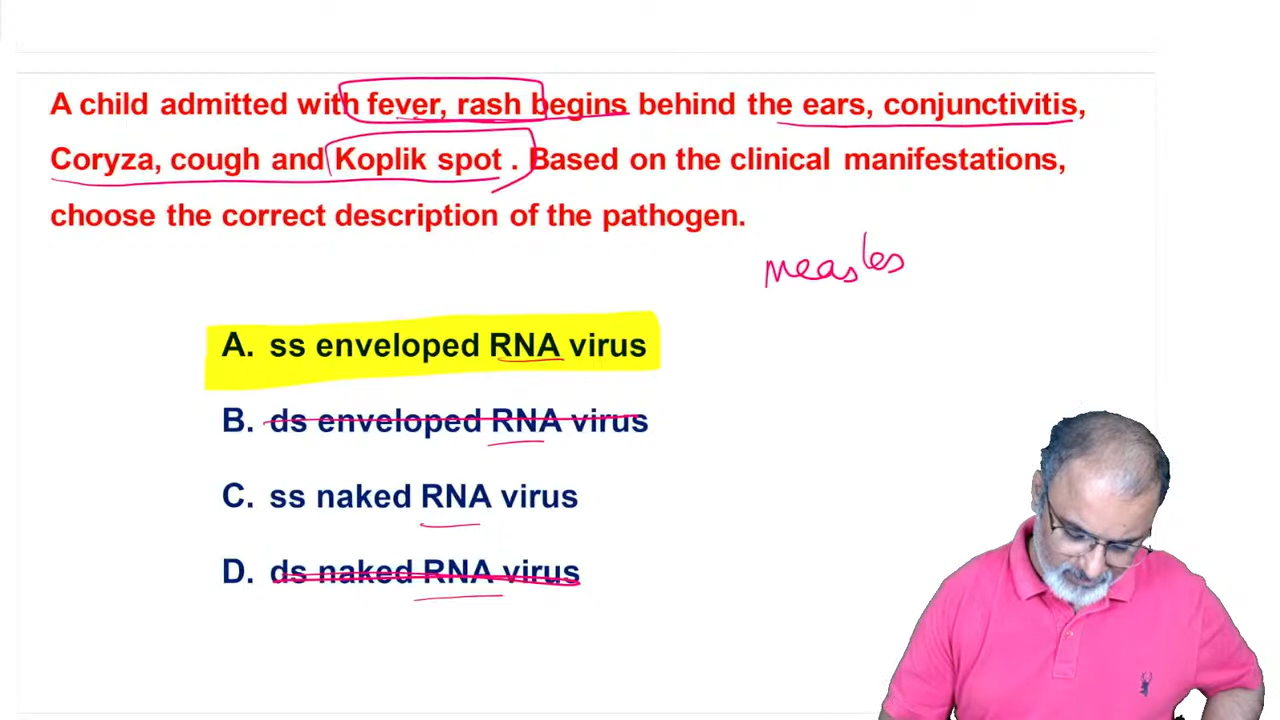 A child admitted with fever, rash begins behind the ears, conjunctivitis,
Coryza, cough and Koplik spot . Based on the clinical manifestations,
choose the correct description of the pathogen.
measles
A. ss enveloped RNA virus
B. ds enveloped RNA virus
C. ss naked RNA virus
D. ds naked RNA virus